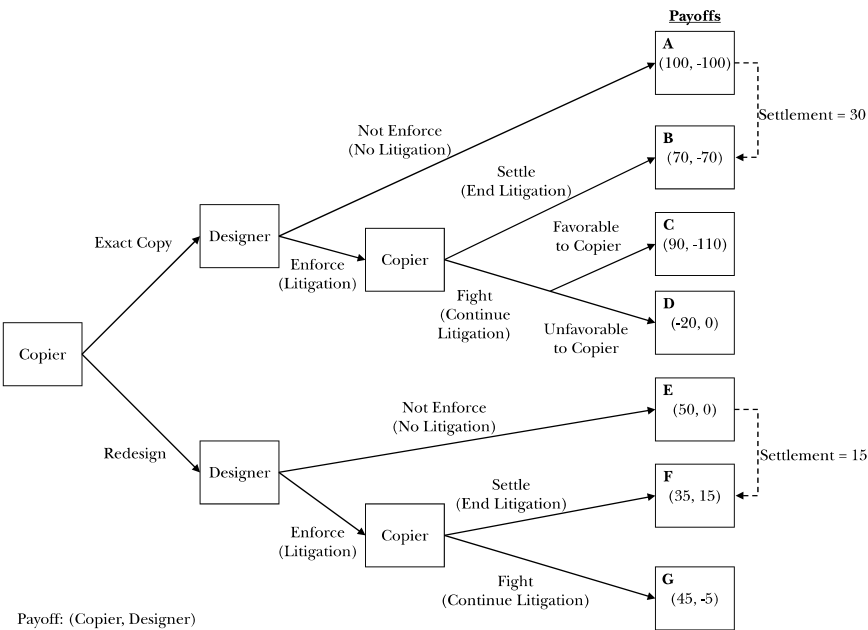 Payoffs
A
(100, -100)
Settlement = 30
Not Enforce
(No Litigation)
B
(70, -70)
Settle
(End Litigation)
Designer
Exact Copy
Favorable
to Copier
C
(90, -110)
Enforce
(Litigation)
Copier
Fight
(Continue
Litigation)
D
(-20, 0)
Unfavorable
to Copier
Copier
E
(50, 0)
Not Enforce
(No Litigation)
Settlement = 15
Redesign
Designer
Settle
(End Litigation)
F
(35, 15)
Enforce
(Litigation)
Copier
Fight
(Continue Litigation)
G
(45, -5)
Payoff: (Copier, Designer)